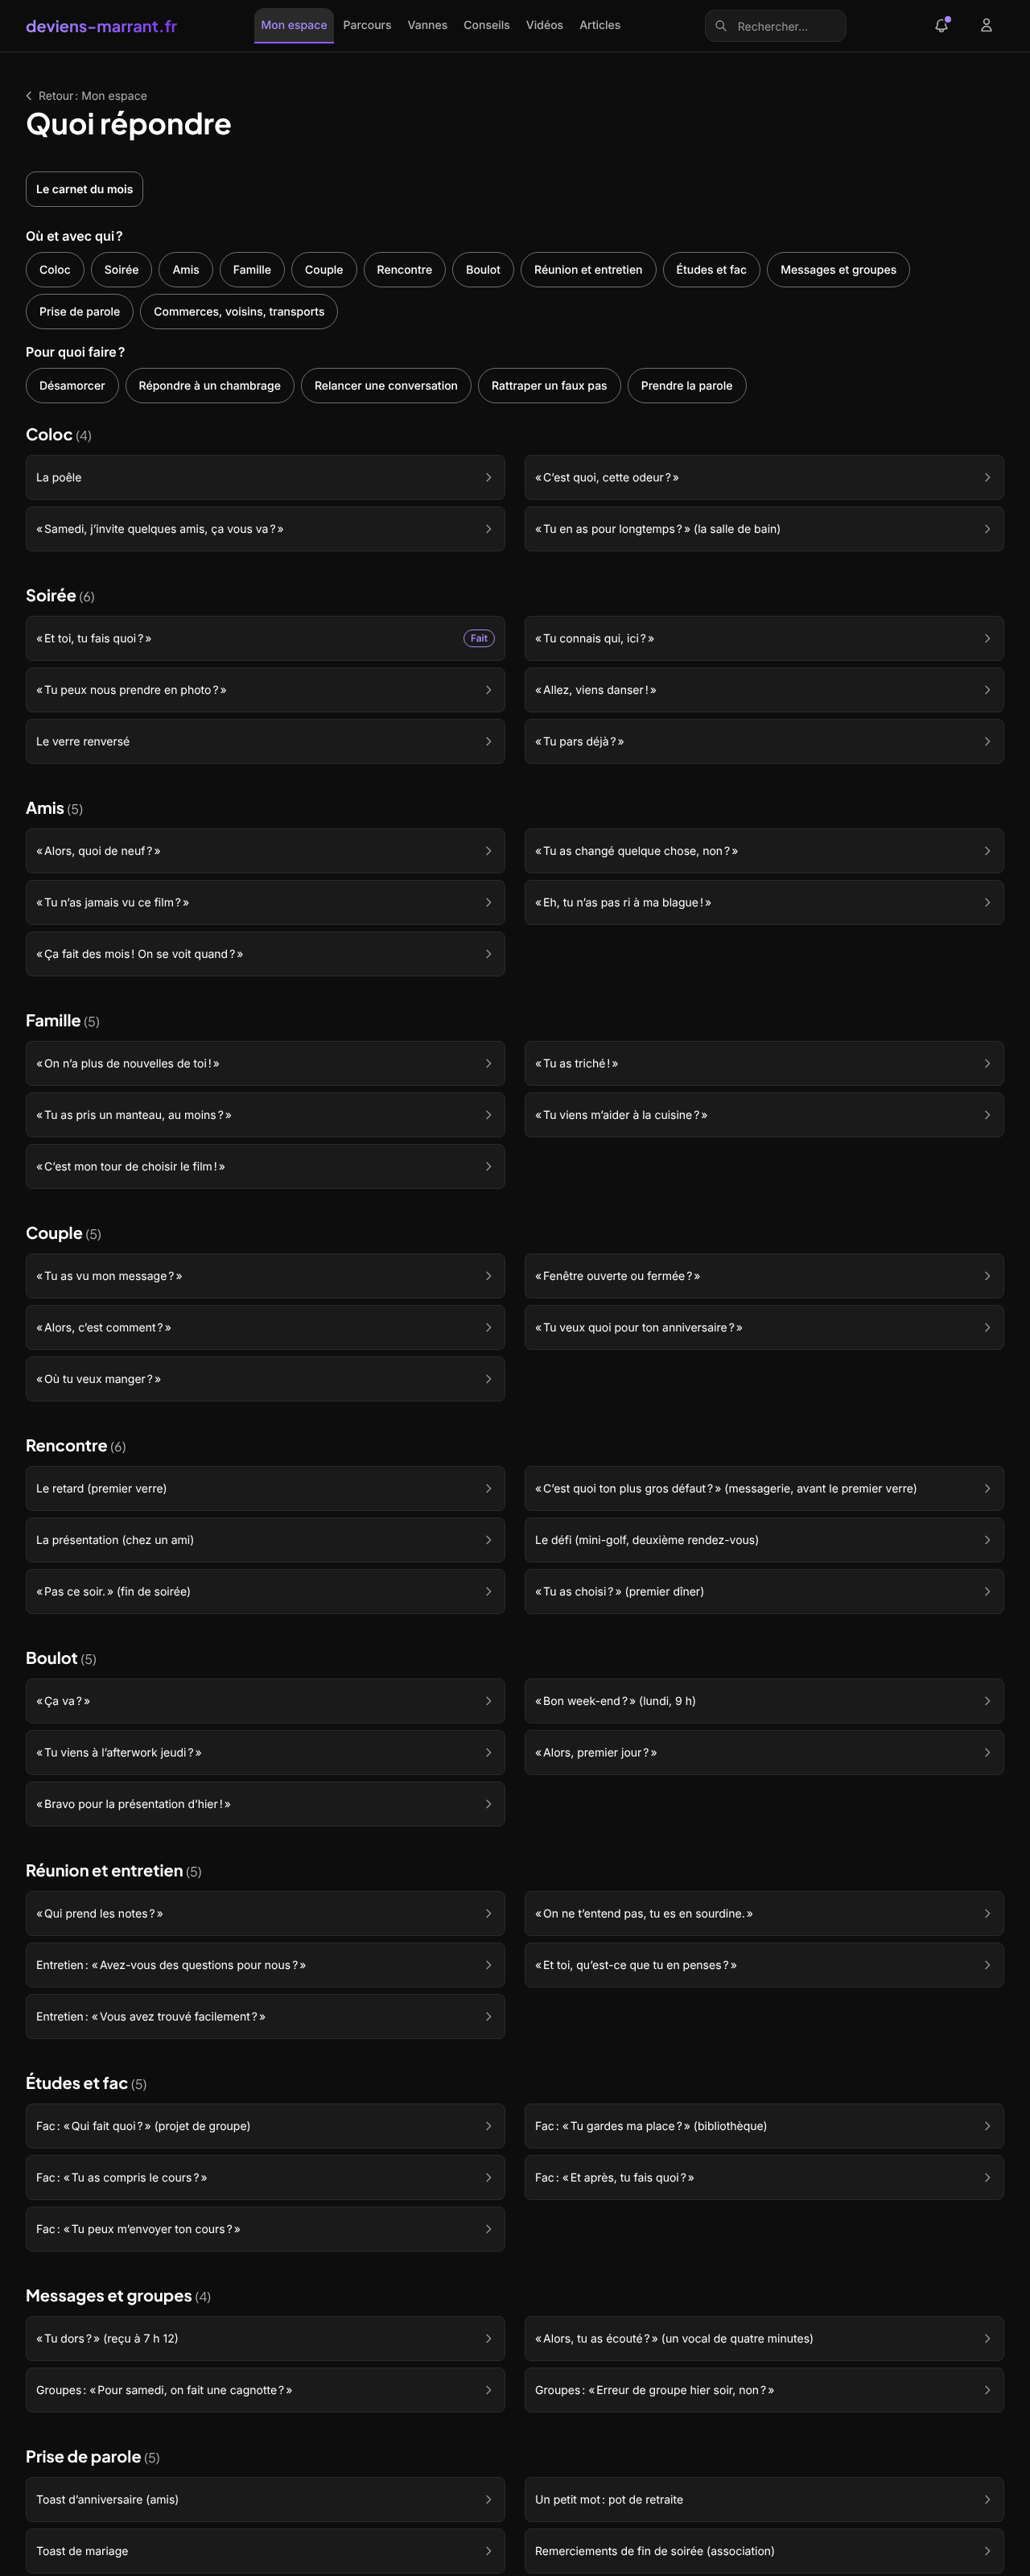 deviens-marrant.fr
Mon espace
Parcours
Vannes
Conseils
Vidéos
Articles
Rechercher...
Retour : Mon espace
Quoi répondre
Le carnet du mois
Où et avec qui ?
Coloc
Soirée
Amis
Famille
Couple
Rencontre
Boulot
Réunion et entretien
Études et fac
Messages et groupes
Prise de parole
Commerces, voisins, transports
Pour quoi faire ?
Désamorcer
Répondre à un chambrage
Relancer une conversation
Rattraper un faux pas
Prendre la parole
Coloc (4)
La poêle
« C’est quoi, cette odeur ? »
« Samedi, j’invite quelques amis, ça vous va ? »
« Tu en as pour longtemps ? » (la salle de bain)
Soirée (6)
« Et toi, tu fais quoi ? »
Fait
« Tu connais qui, ici ? »
« Tu peux nous prendre en photo ? »
« Allez, viens danser ! »
Le verre renversé
« Tu pars déjà ? »
Amis (5)
« Alors, quoi de neuf ? »
« Tu as changé quelque chose, non ? »
« Tu n’as jamais vu ce film ? »
« Eh, tu n’as pas ri à ma blague ! »
« Ça fait des mois ! On se voit quand ? »
Famille (5)
« On n’a plus de nouvelles de toi ! »
« Tu as triché ! »
« Tu as pris un manteau, au moins ? »
« Tu viens m’aider à la cuisine ? »
« C’est mon tour de choisir le film ! »
Couple (5)
« Tu as vu mon message ? »
« Fenêtre ouverte ou fermée ? »
« Alors, c’est comment ? »
« Tu veux quoi pour ton anniversaire ? »
« Où tu veux manger ? »
Rencontre (6)
Le retard (premier verre)
« C’est quoi ton plus gros défaut ? » (messagerie, avant le premier verre)
La présentation (chez un ami)
Le défi (mini-golf, deuxième rendez-vous)
« Pas ce soir. » (fin de soirée)
« Tu as choisi ? » (premier dîner)
Boulot (5)
« Ça va ? »
« Bon week-end ? » (lundi, 9 h)
« Tu viens à l’afterwork jeudi ? »
« Alors, premier jour ? »
« Bravo pour la présentation d’hier ! »
Réunion et entretien (5)
« Qui prend les notes ? »
« On ne t’entend pas, tu es en sourdine. »
Entretien : « Avez-vous des questions pour nous ? »
« Et toi, qu’est-ce que tu en penses ? »
Entretien : « Vous avez trouvé facilement ? »
Études et fac (5)
Fac : « Qui fait quoi ? » (projet de groupe)
Fac : « Tu gardes ma place ? » (bibliothèque)
Fac : « Tu as compris le cours ? »
Fac : « Et après, tu fais quoi ? »
Fac : « Tu peux m’envoyer ton cours ? »
Messages et groupes (4)
« Tu dors ? » (reçu à 7 h 12)
« Alors, tu as écouté ? » (un vocal de quatre minutes)
Groupes : « Pour samedi, on fait une cagnotte ? »
Groupes : « Erreur de groupe hier soir, non ? »
Prise de parole (5)
Toast d’anniversaire (amis)
Un petit mot : pot de retraite
Toast de mariage
Remerciements de fin de soirée (association)